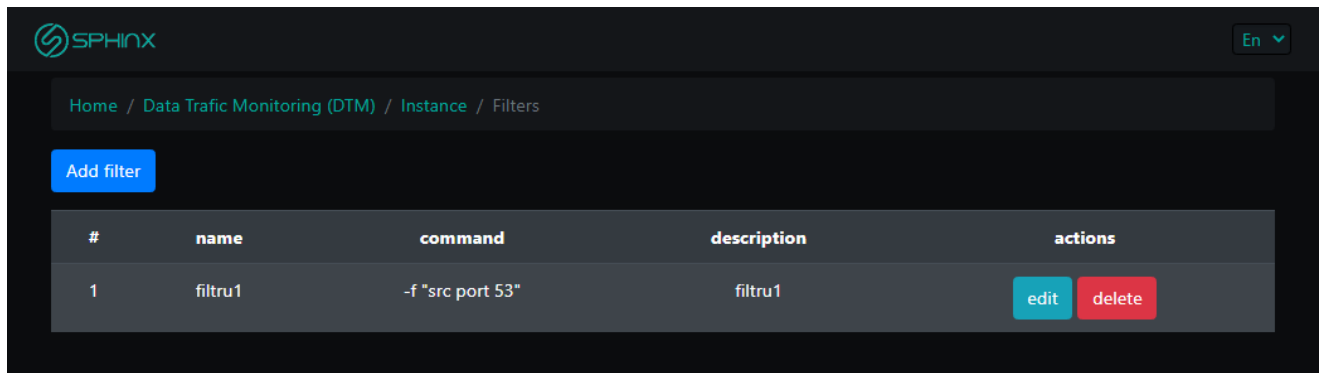 SPHINX
En
Home / Data Trafic Monitoring (DTM) / Instance / Filters
Add filter
# name command description actions
1 filtru1 -f "src port 53" filtru1 edit delete